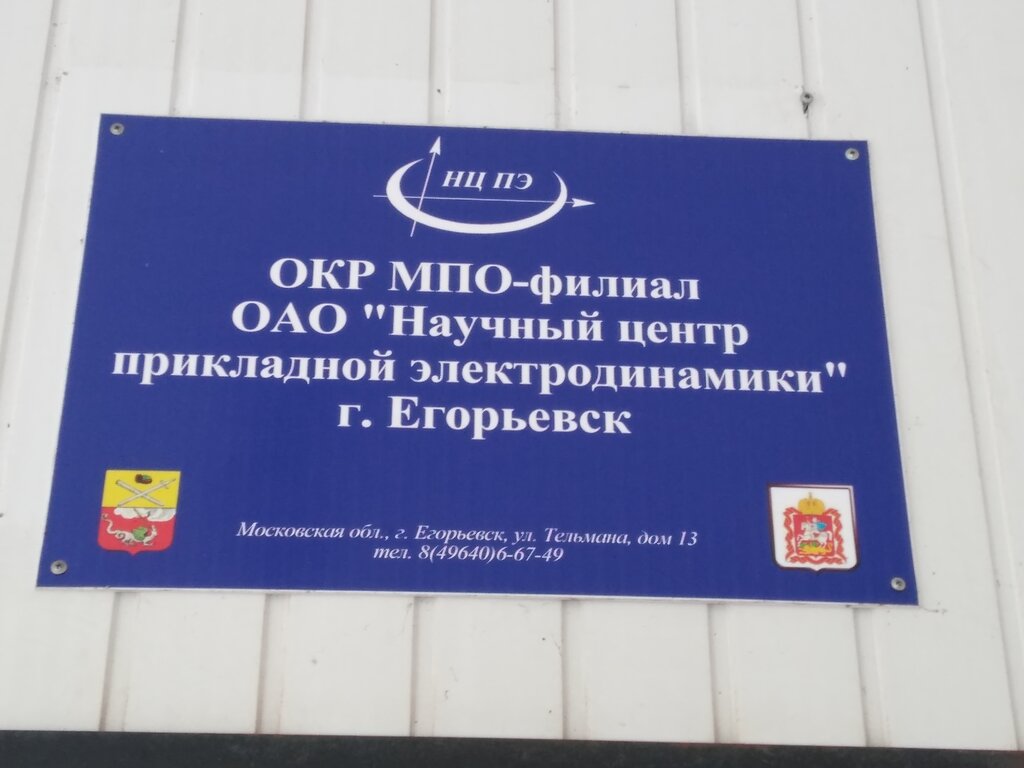 НЦ ПЭ
ОКР МПО-филиал
ОАО "Научный центр
прикладной электродинамики"
г. Егорьевск
Московская обл., г. Егорьевск, ул. Тельмана, дом 13
тел. 8(49640)6-67-49